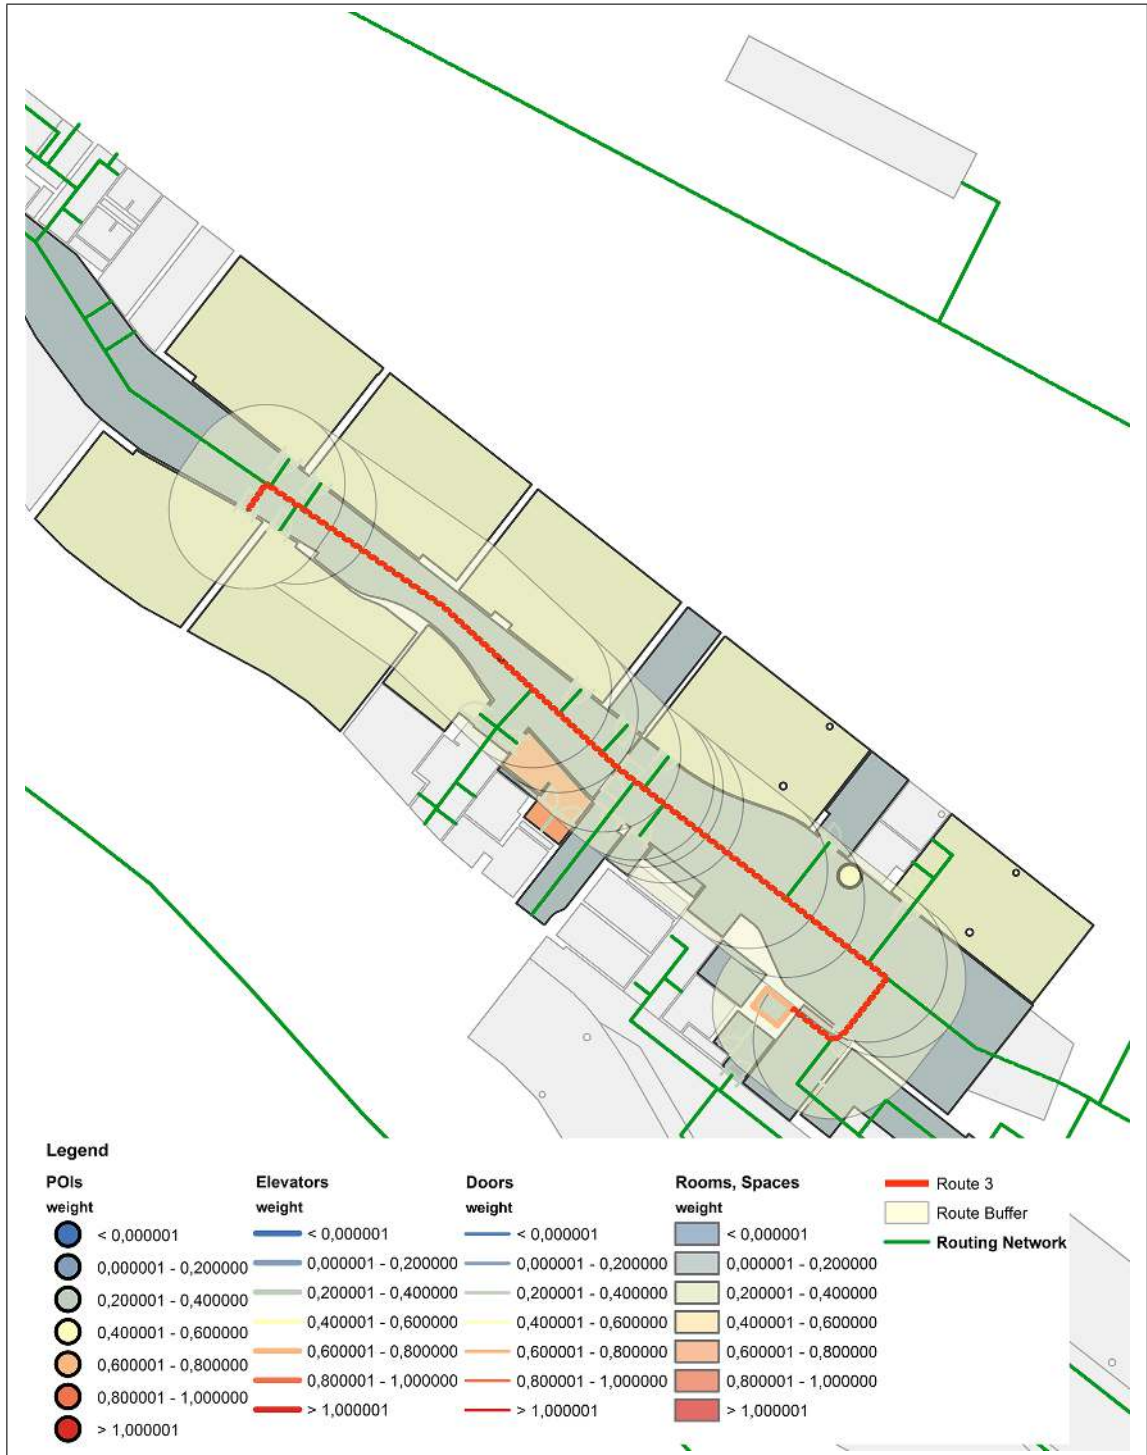 Legend
POIs
weight
< 0,000001
0,000001 - 0,200000
0,200001 - 0,400000
0,400001 - 0,600000
0,600001 - 0,800000
0,800001 - 1,000000
> 1,000001
Elevators
weight
< 0,000001
0,000001 - 0,200000
0,200001 - 0,400000
0,400001 - 0,600000
0,600001 - 0,800000
0,800001 - 1,000000
> 1,000001
Doors
weight
< 0,000001
0,000001 - 0,200000
0,200001 - 0,400000
0,400001 - 0,600000
0,600001 - 0,800000
0,800001 - 1,000000
> 1,000001
Rooms, Spaces
weight
< 0,000001
0,000001 - 0,200000
0,200001 - 0,400000
0,400001 - 0,600000
0,600001 - 0,800000
0,800001 - 1,000000
> 1,000001
Route 3
Route Buffer
Routing Network